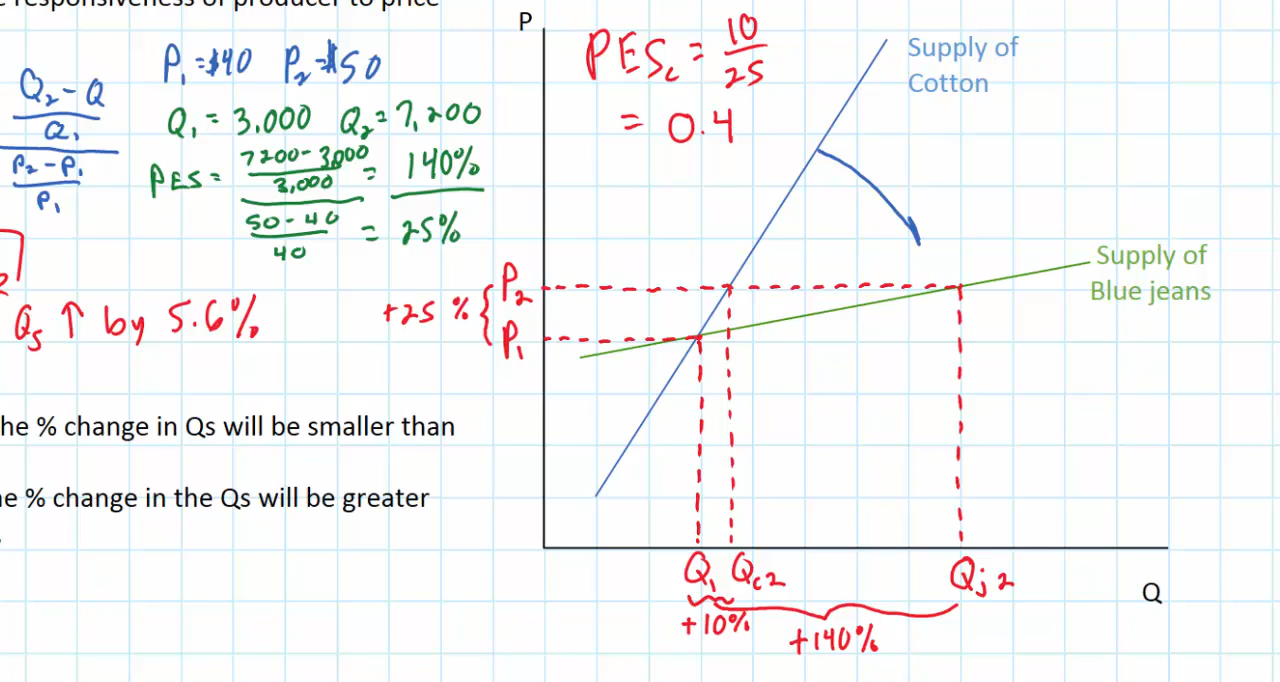 responsiveness of producer to price
Q₂ - Q
Q₁
P₂ - P₁
P₁
P₁ = $40 P₂ = $50
Q₁ = 3,000 Q₂ = 7,200
PES = 7200 - 3,000 = 140%
3,000
50 - 40 = 25%
40
Qs ↑ by 5.6%
he % change in Qs will be smaller than
e % change in the Qs will be greater
P
PESc = 10
25
= 0.4
Supply of
Cotton
Supply of
Blue jeans
+25 % { P₂
P₁
Q₁ Qc2 Qj2
Q
+10% +140%